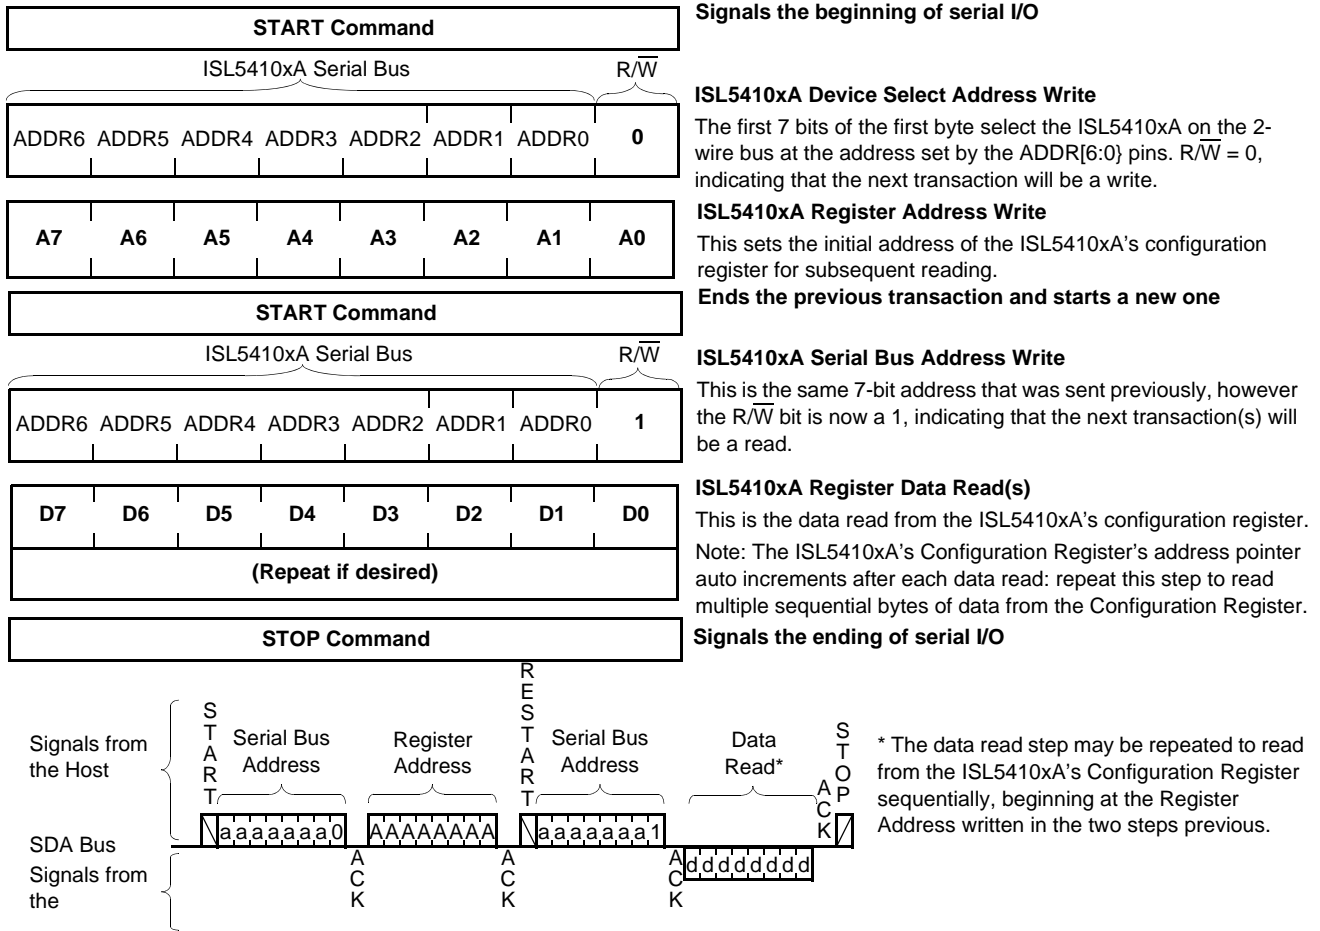 START Command
Signals the beginning of serial I/O
ISL5410xA Serial Bus
R/W̅
ADDR6 ADDR5 ADDR4 ADDR3 ADDR2 ADDR1 ADDR0 0
ISL5410xA Device Select Address Write
The first 7 bits of the first byte select the ISL5410xA on the 2-
wire bus at the address set by the ADDR[6:0} pins. R/W̅ = 0,
indicating that the next transaction will be a write.
A7 A6 A5 A4 A3 A2 A1 A0
ISL5410xA Register Address Write
This sets the initial address of the ISL5410xA's configuration
register for subsequent reading.
START Command
Ends the previous transaction and starts a new one
ISL5410xA Serial Bus
R/W̅
ADDR6 ADDR5 ADDR4 ADDR3 ADDR2 ADDR1 ADDR0 1
ISL5410xA Serial Bus Address Write
This is the same 7-bit address that was sent previously, however
the R/W̅ bit is now a 1, indicating that the next transaction(s) will
be a read.
D7 D6 D5 D4 D3 D2 D1 D0
(Repeat if desired)
ISL5410xA Register Data Read(s)
This is the data read from the ISL5410xA's configuration register.
Note: The ISL5410xA's Configuration Register's address pointer
auto increments after each data read: repeat this step to read
multiple sequential bytes of data from the Configuration Register.
STOP Command
Signals the ending of serial I/O
Signals from
the Host
START
Serial Bus
Address
Register
Address
RESTART
Serial Bus
Address
Data
Read*
ACK
STOP
* The data read step may be repeated to read
from the ISL5410xA's Configuration Register
sequentially, beginning at the Register
Address written in the two steps previous.
SDA Bus
a a a a a a a 0
A A A A A A A A
a a a a a a a 1
Signals from
the
ACK
ACK
ACK
d d d d d d d d